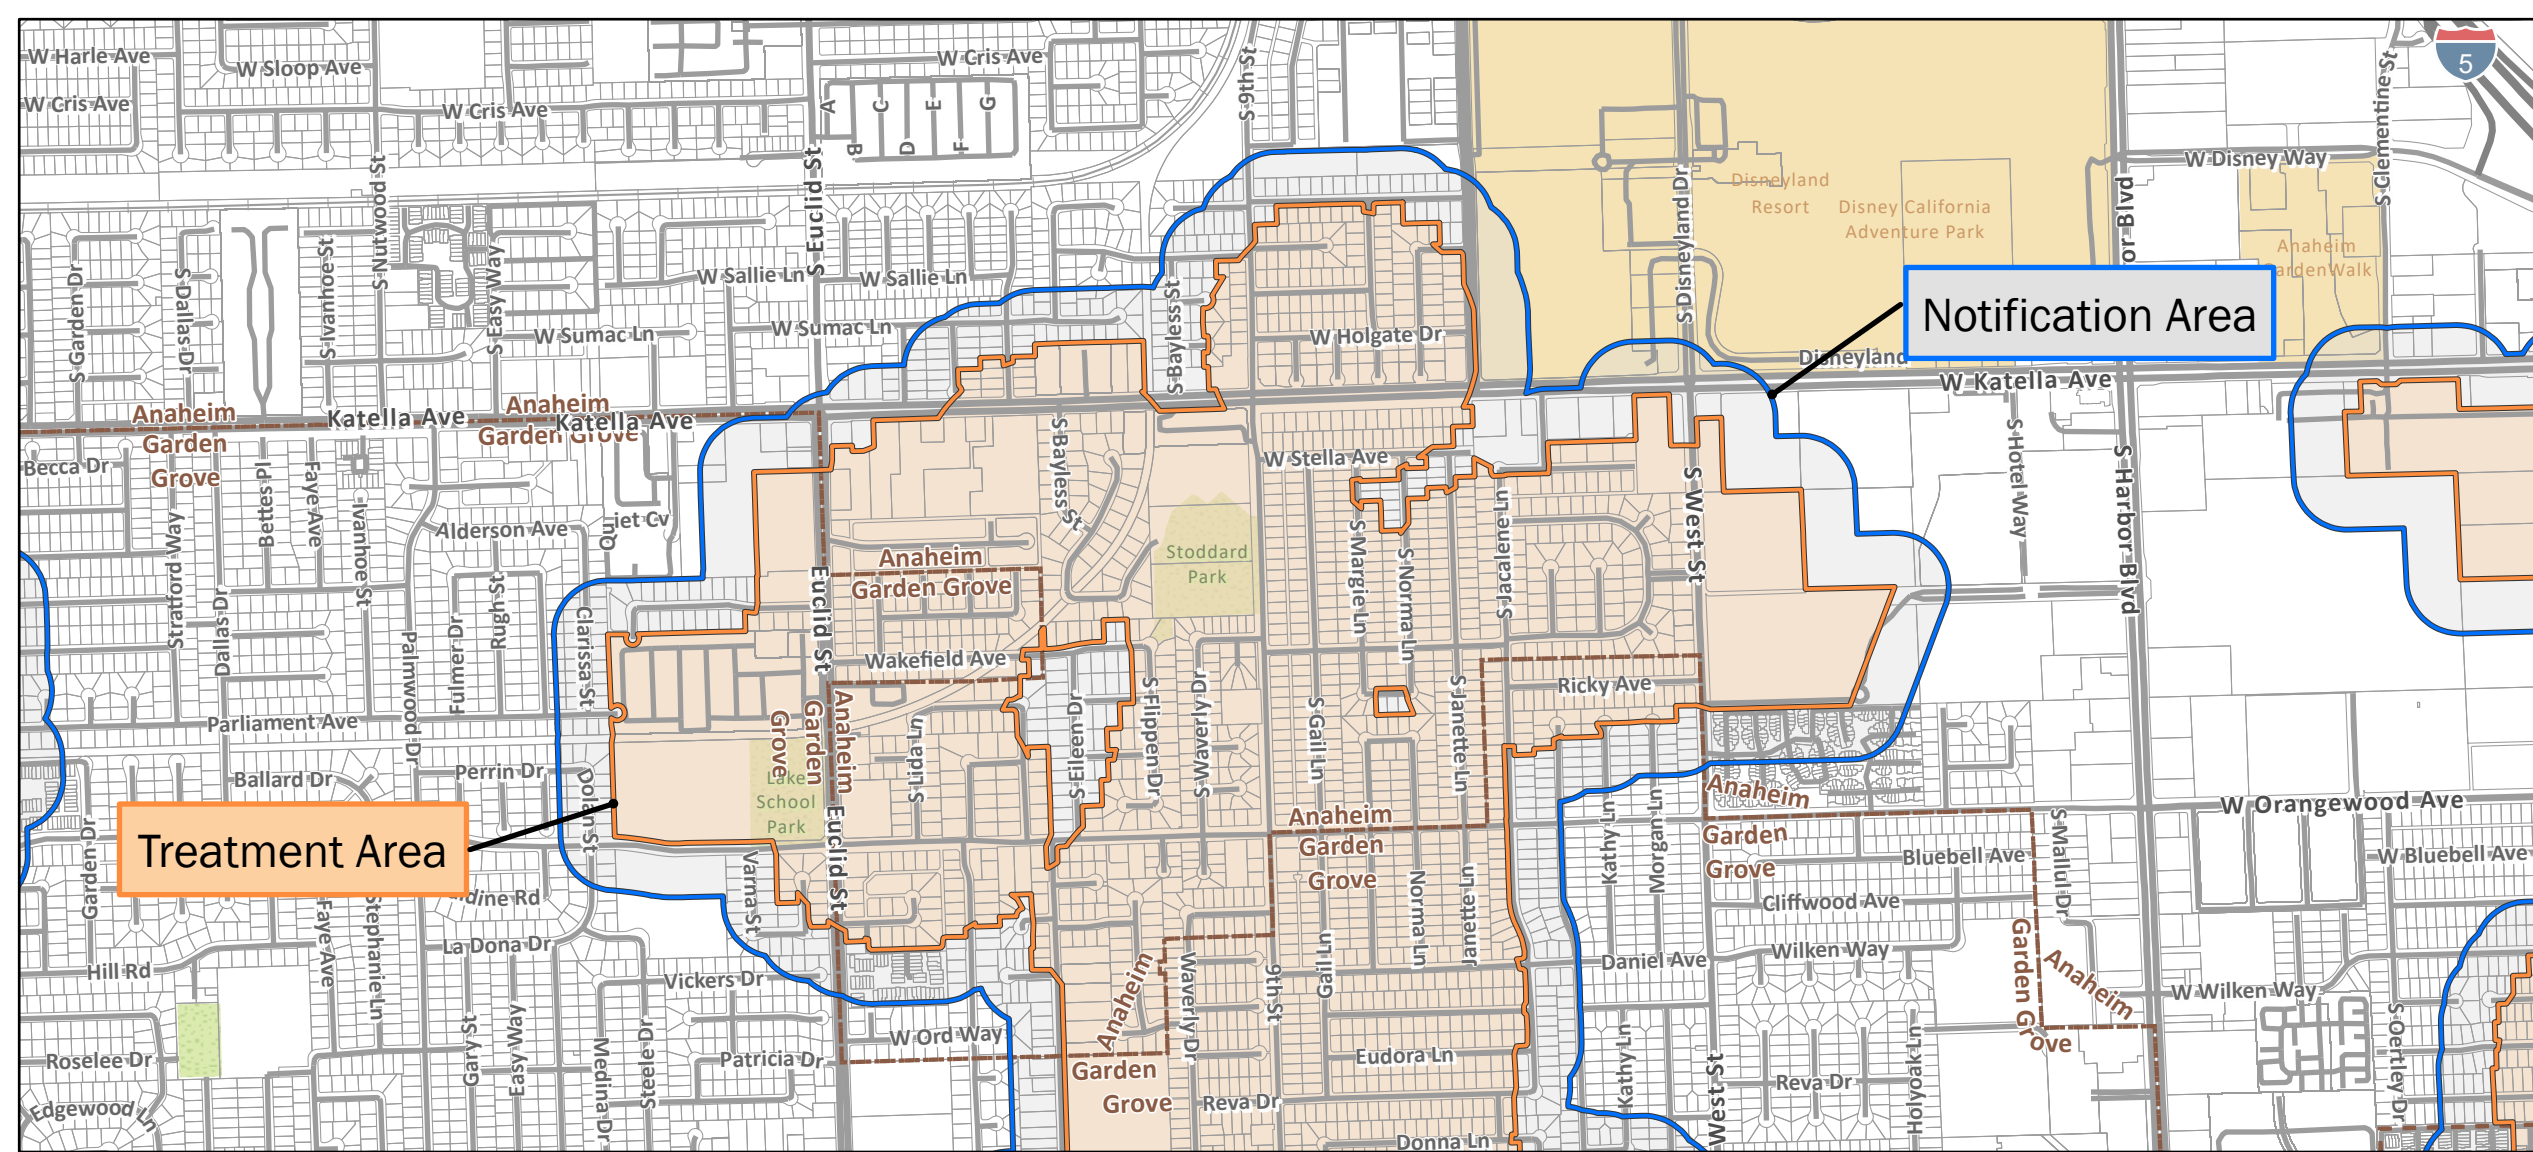 W Harle Ave
W Sloop Ave
W Cris Ave
W Cris Ave
W Cris Ave
A
B
C
D
E
F
G
S 9th St
S Euclid St
S Nutwood St
S Disneyland Dr
Disneyland
Resort
Disney California
Adventure Park
W Disney Way
S Clementine St
5
Anaheim
GardenWalk
or Blvd
Notification Area
S Garden Dr
S Dallas Dr
S Ivanhoe St
S Easy Way
W Sallie Ln
W Sallie Ln
W Sumac Ln
W Sumac Ln
S Bayless St
W Holgate Dr
Disneyland
W Katella Ave
Anaheim
Garden
Grove
Katella Ave
Anaheim
Garden Grove
Katella Ave
Becca Dr
Bettes Pl
Faye Ave
Ivanhoe St
Stratford Way
Dallas Dr
Alderson Ave
Quiet Cv
Fulmer Dr
Rugh St
Palmwood Dr
Clarissa St
Euclid St
S Bayless St
W Stella Ave
Stoddard
Park
Anaheim
Garden Grove
Wakefield Ave
S Margie Ln
S Norma Ln
S Jacalene Ln
S West St
S Hotel Way
S Harbor Blvd
Parliament Ave
Ballard Dr
Perrin Dr
Dolan St
Garden
Grove
Anaheim
Lake
School
Park
S Lida Ln
S Eileen Dr
S Flippen Dr
S Waverly Dr
S Gail Ln
S Janette Ln
Ricky Ave
Treatment Area
Anaheim
Garden
Grove
Anaheim
Garden
Grove
Kathy Ln
Morgan Ln
W Orangewood Ave
S Mallul Dr
Bluebell Ave
W Bluebell Ave
Cliffwood Ave
Garden Dr
dine Rd
Faye Ave
Stephanie Ln
La Dona Dr
Hill Rd
Varna St
Euclid St
Vickers Dr
Norma Ln
Janette Ln
Gail Ln
9th St
Waverly Dr
Anaheim
Garden
Grove
Daniel Ave
Wilken Way
Garden Grove
Anaheim
W Wilken Way
S Oertley Dr
W Ord Way
Roselee Dr
Edgewood Ln
Gary St
Easy Way
Medina Dr
Steele Dr
Patricia Dr
Eudora Ln
Reva Dr
Donna Ln
Kathy Ln
West St
Reva Dr
Holyoak Ln